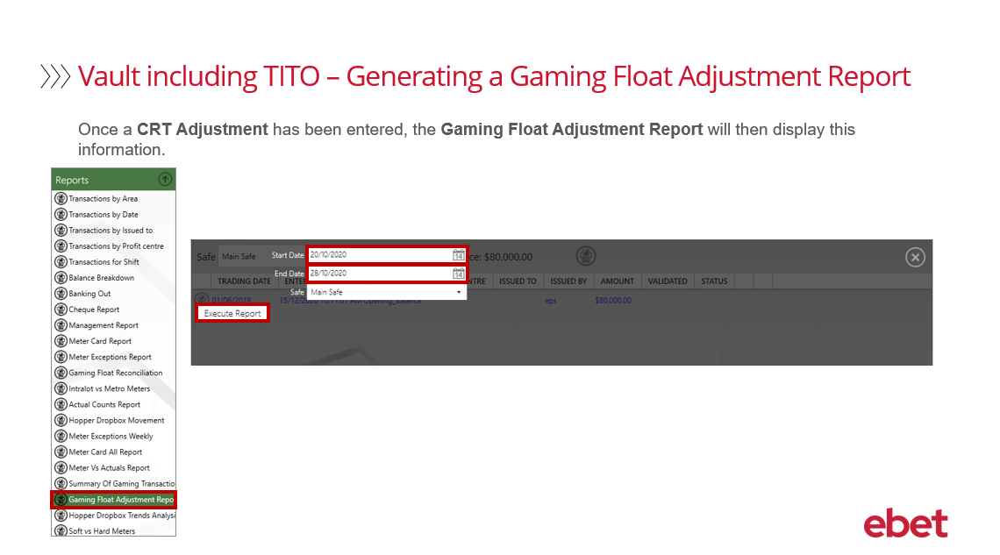 Vault including TITO – Generating a Gaming Float Adjustment Report
Once a CRT Adjustment has been entered, the Gaming Float Adjustment Report will then display this
information.
Reports
Transactions by Area
Transactions by Date
Transactions by Issued to
Transactions by Profit centre
Transactions for Shift
Balance Breakdown
Banking Out
Cheque Report
Management Report
Meter Card Report
Meter Exceptions Report
Gaming Float Reconciliation
Intralot vs Metro Meters
Actual Counts Report
Hopper Dropbox Movement
Meter Exceptions Weekly
Meter Card All Report
Meter Vs Actuals Report
Summary Of Gaming Transactio
Gaming Float Adjustment Repo
Hopper Dropbox Trends Analysi
Soft vs Hard Meters
Safe Main Safe Start Date 20/10/2020 14 ce: $80,000.00
End Date 28/10/2020 14
TRADING DATE ENTE NTRE ISSUED TO ISSUED BY AMOUNT VALIDATED STATUS
Safe Main Safe
01/06/2019 15/12/2020 AM Opening_Balance eps $80,000.00
Execute Report
ebet